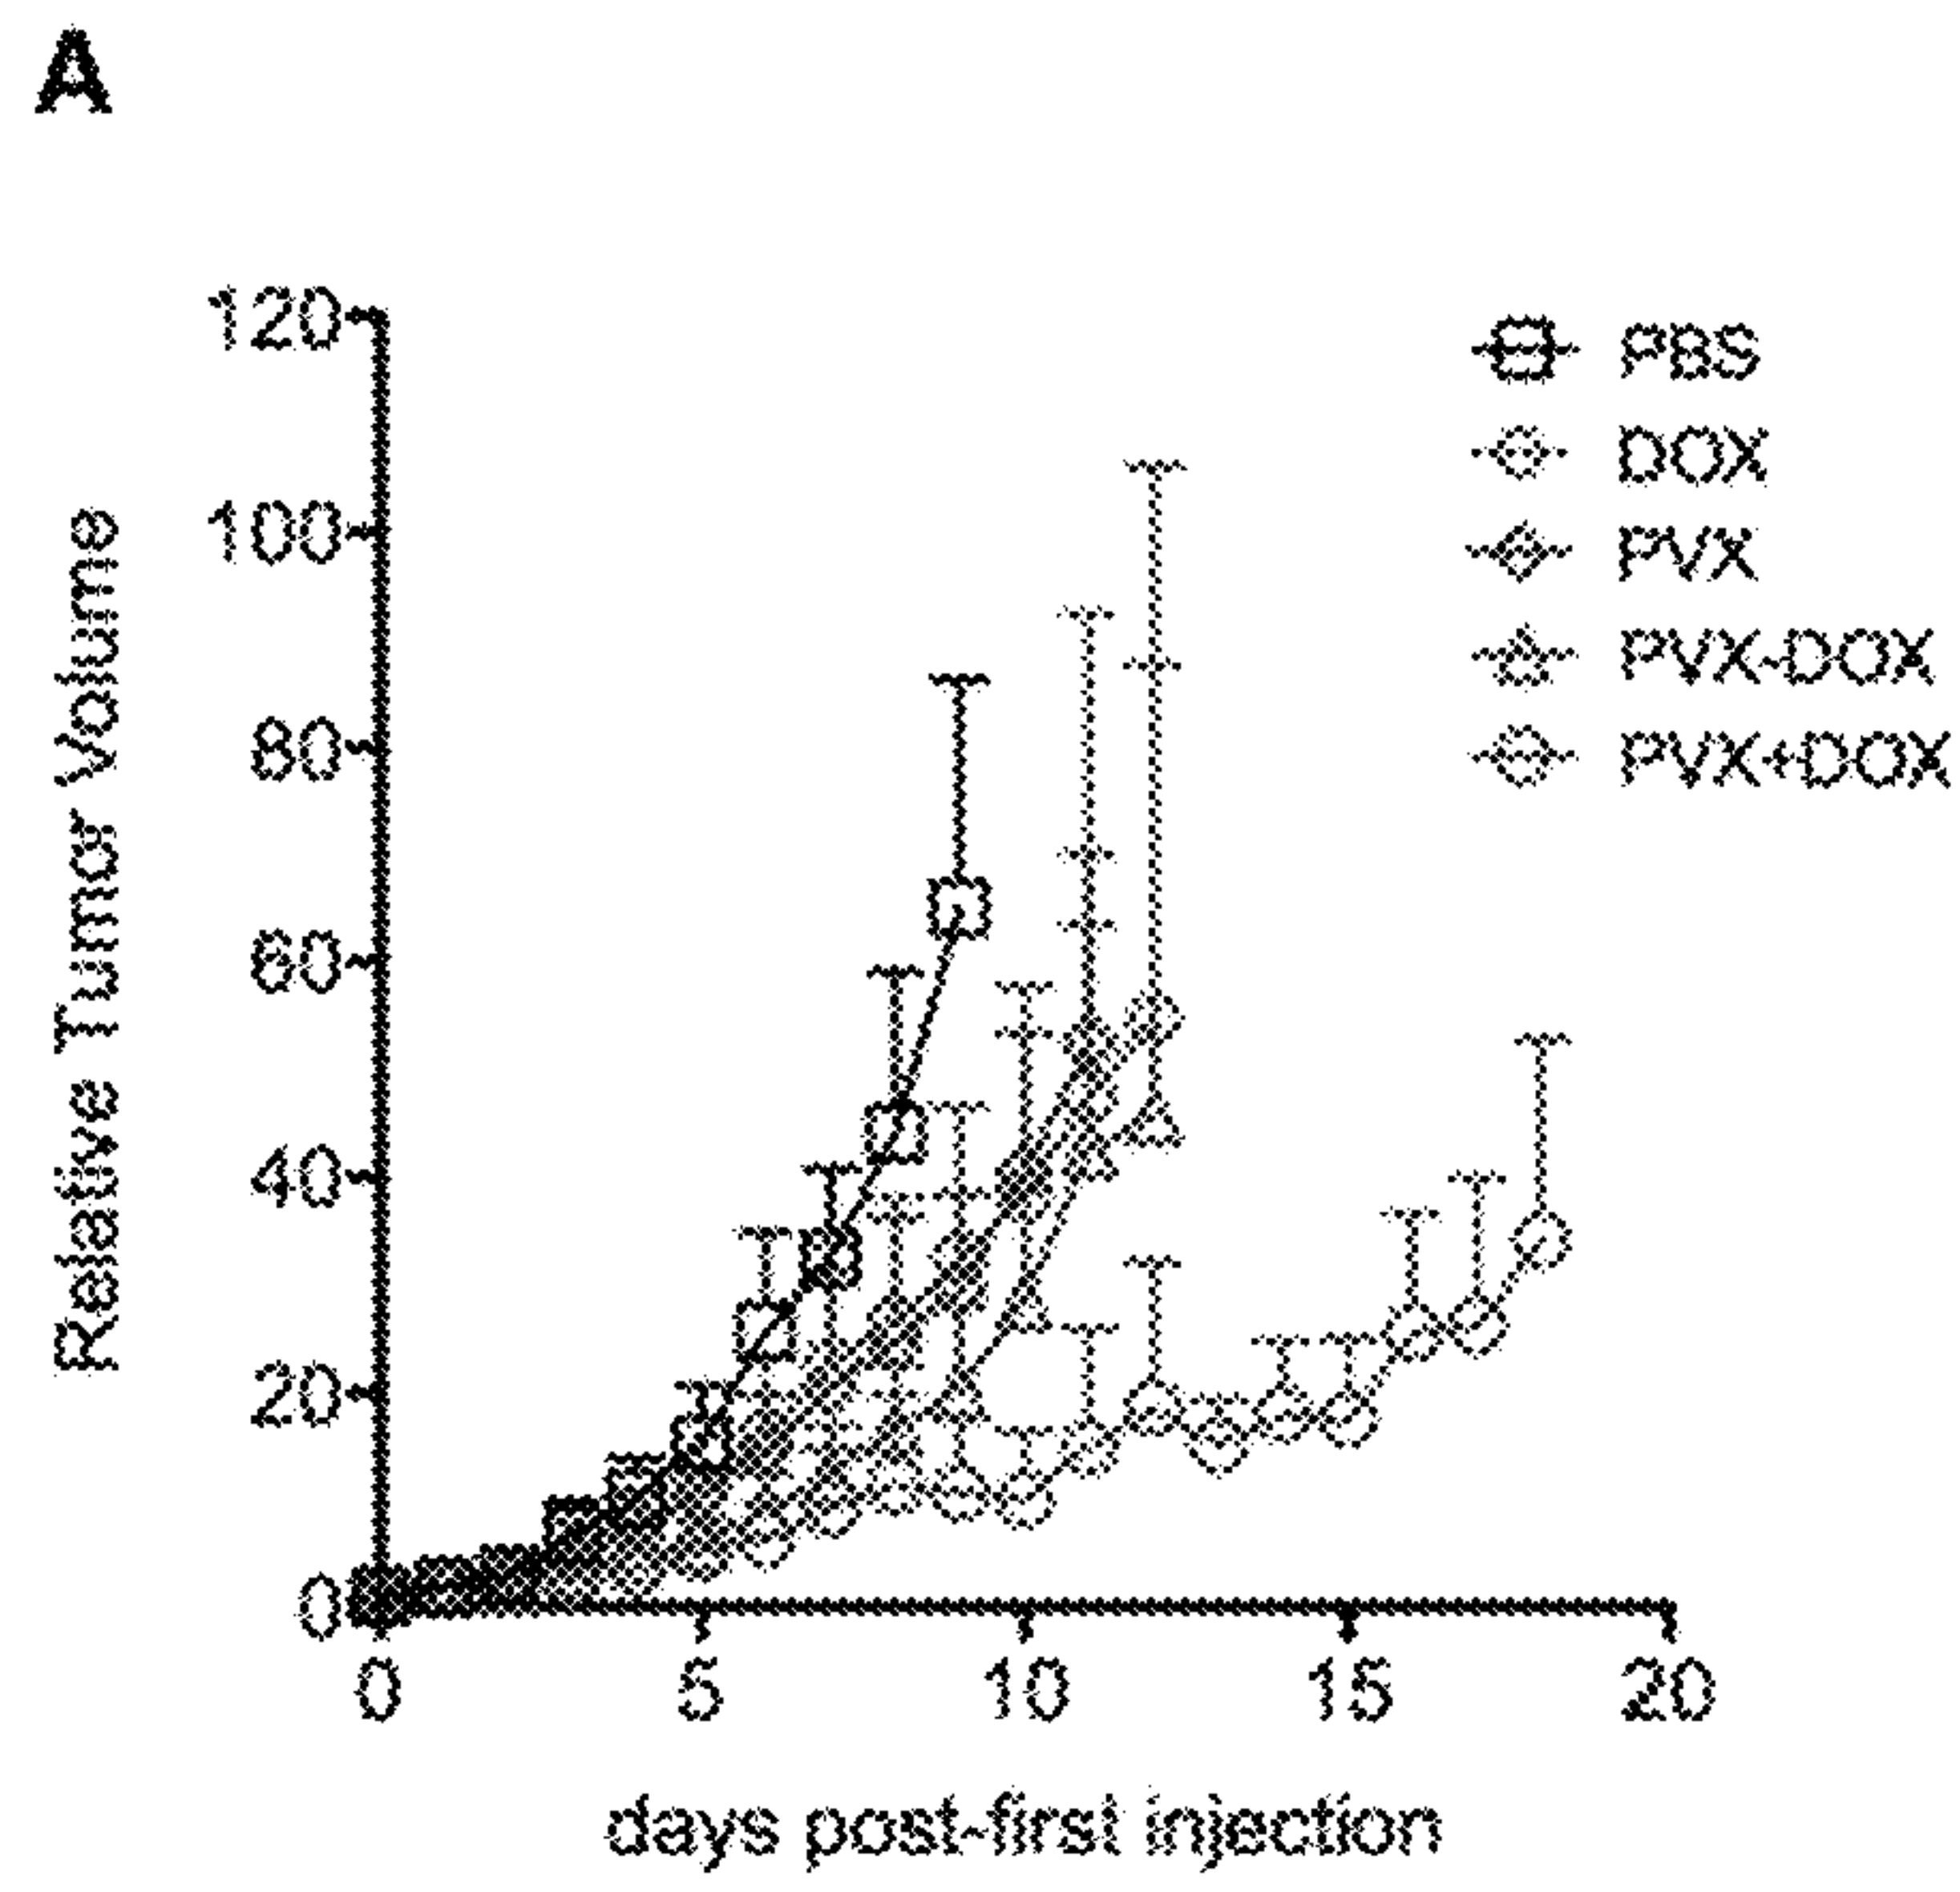 A
120
100
80
60
40
20
0
Relative Tumor Volume
0 5 10 15 20
days post-first injection
PBS
DOX
PVX
PVX-DOX
PVX+DOX